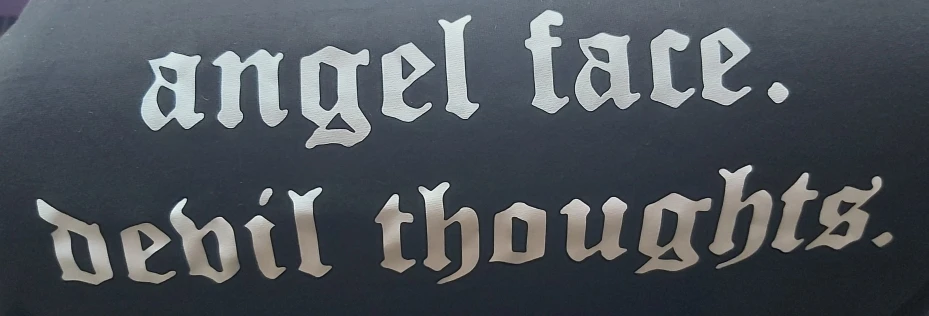 angel face.
devil thoughts.